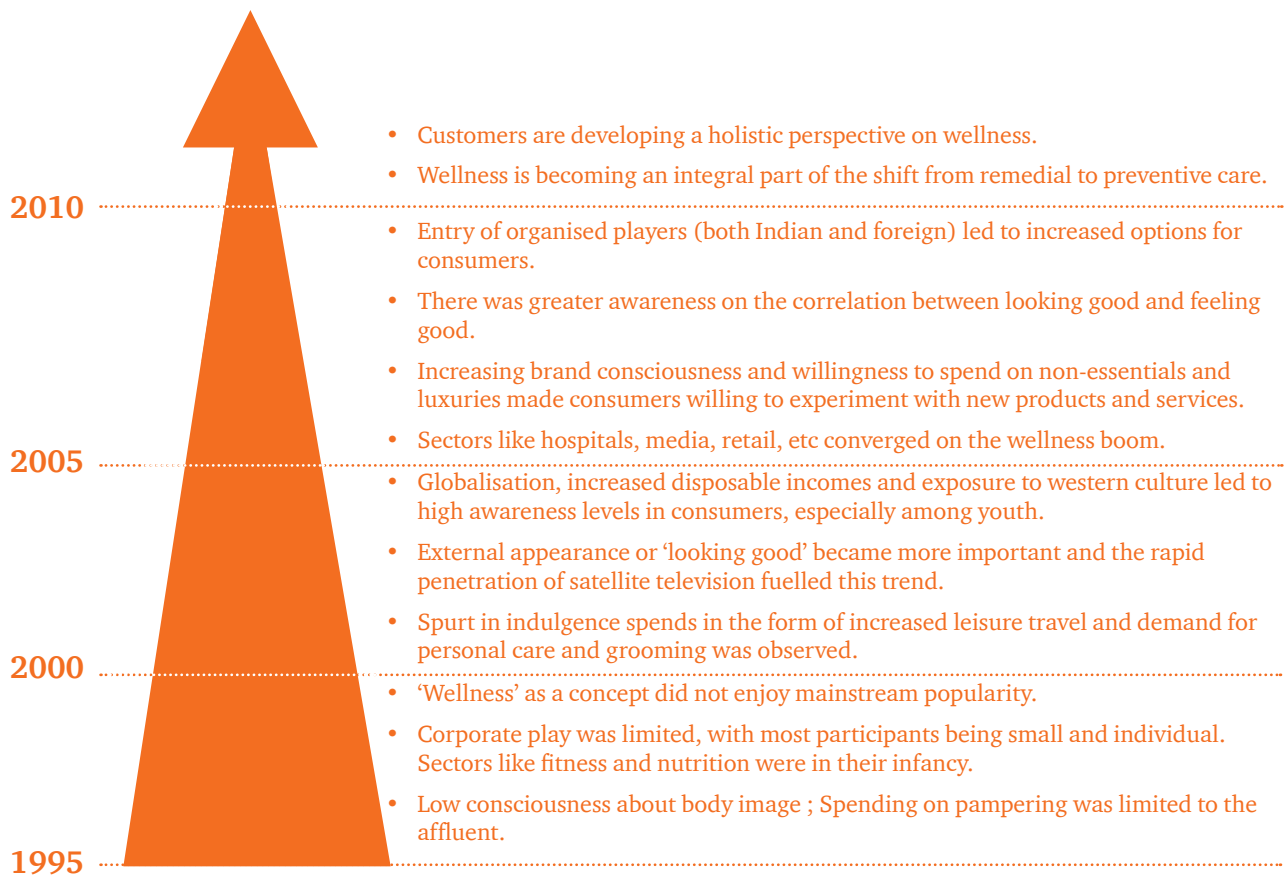 • Customers are developing a holistic perspective on wellness.
• Wellness is becoming an integral part of the shift from remedial to preventive care.
2010
• Entry of organised players (both Indian and foreign) led to increased options for
consumers.
• There was greater awareness on the correlation between looking good and feeling
good.
• Increasing brand consciousness and willingness to spend on non-essentials and
luxuries made consumers willing to experiment with new products and services.
• Sectors like hospitals, media, retail, etc converged on the wellness boom.
2005
• Globalisation, increased disposable incomes and exposure to western culture led to
high awareness levels in consumers, especially among youth.
• External appearance or ‘looking good’ became more important and the rapid
penetration of satellite television fuelled this trend.
• Spurt in indulgence spends in the form of increased leisure travel and demand for
personal care and grooming was observed.
2000
• ‘Wellness’ as a concept did not enjoy mainstream popularity.
• Corporate play was limited, with most participants being small and individual.
Sectors like fitness and nutrition were in their infancy.
• Low consciousness about body image ; Spending on pampering was limited to the
affluent.
1995